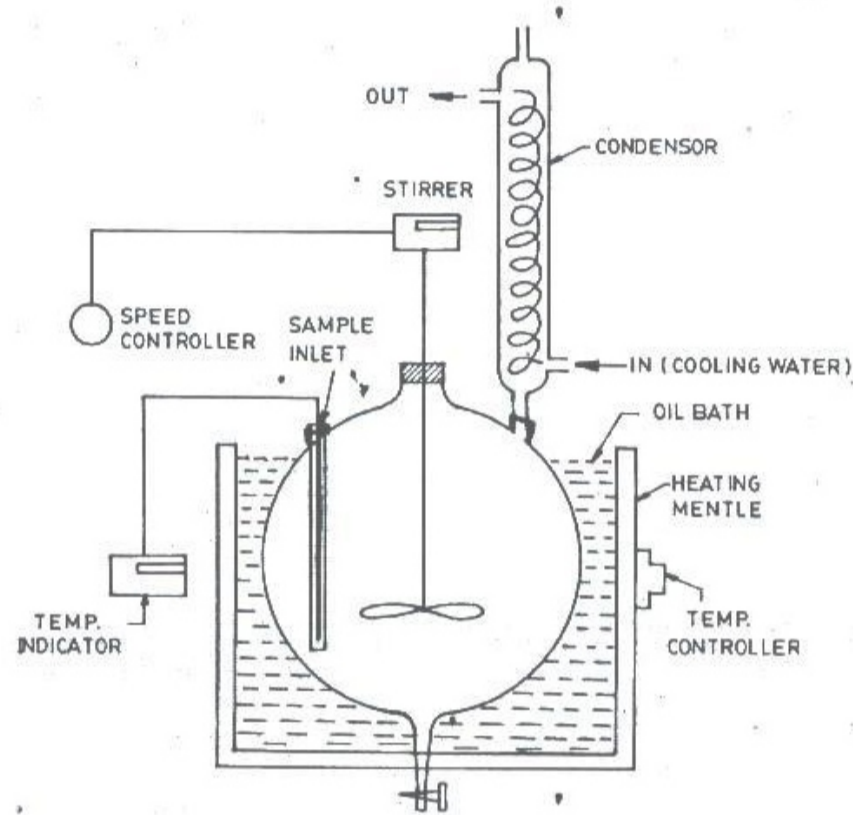 OUT
CONDENSOR
STIRRER
SPEED
CONTROLLER
SAMPLE
INLET
IN (COOLING WATER)
OIL BATH
HEATING
MENTLE
TEMP.
INDICATOR
TEMP.
CONTROLLER